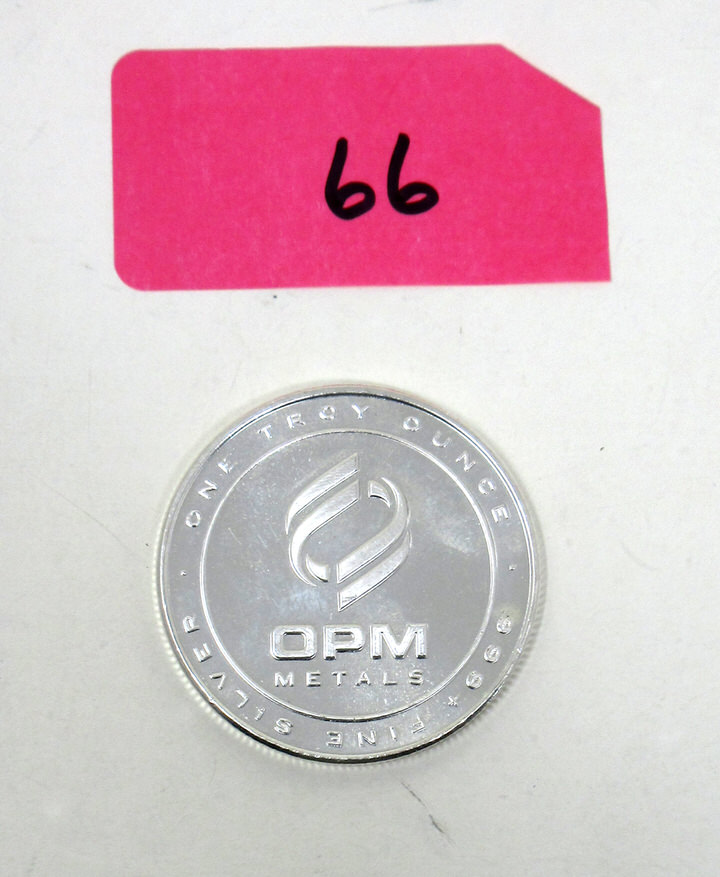 66
ONE TROY OUNCE
OPM
METALS
.999+ FINE SILVER